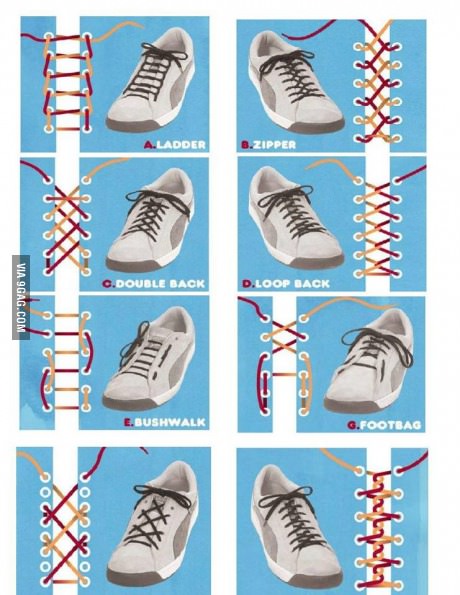 A.LADDER
B.ZIPPER
C.DOUBLE BACK
D.LOOP BACK
VIA 9GAG.COM
E.BUSHWALK
G.FOOTBAG